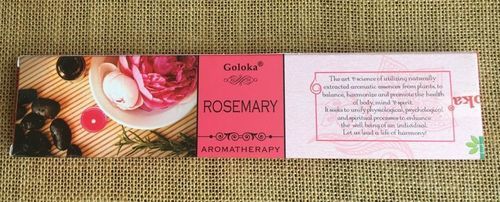 Goloka®
ROSEMARY
AROMATHERAPY
The art & science of utilizing naturally
extracted aromatic essences from plants, to
balance, harmonize and promote the health
of body, mind & spirit.
It seeks to unify physiological, psychological
and spiritual processes to enhance
the well being of an individual.
Let us lead a life of harmony!
oka®